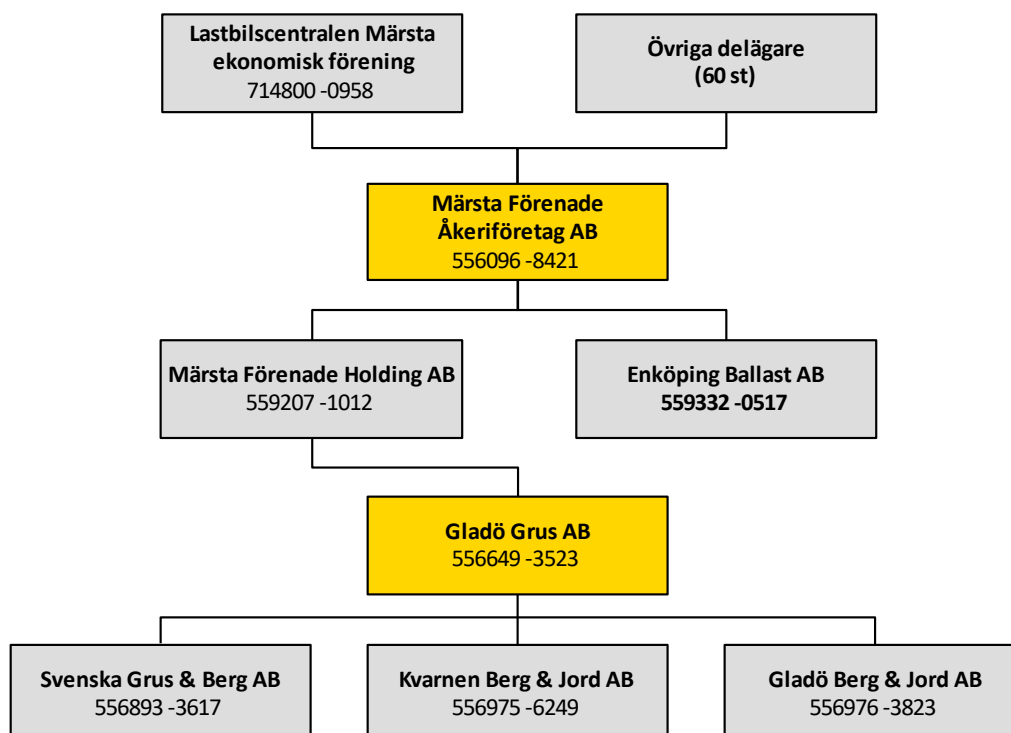 Lastbilscentralen Märsta
ekonomisk förening
714800 -0958
Övriga delägare
(60 st)
Märsta Förenade
Åkeriföretag AB
556096 -8421
Märsta Förenade Holding AB
559207 -1012
Enköping Ballast AB
559332 -0517
Gladö Grus AB
556649 -3523
Svenska Grus & Berg AB
556893 -3617
Kvarnen Berg & Jord AB
556975 -6249
Gladö Berg & Jord AB
556976 -3823